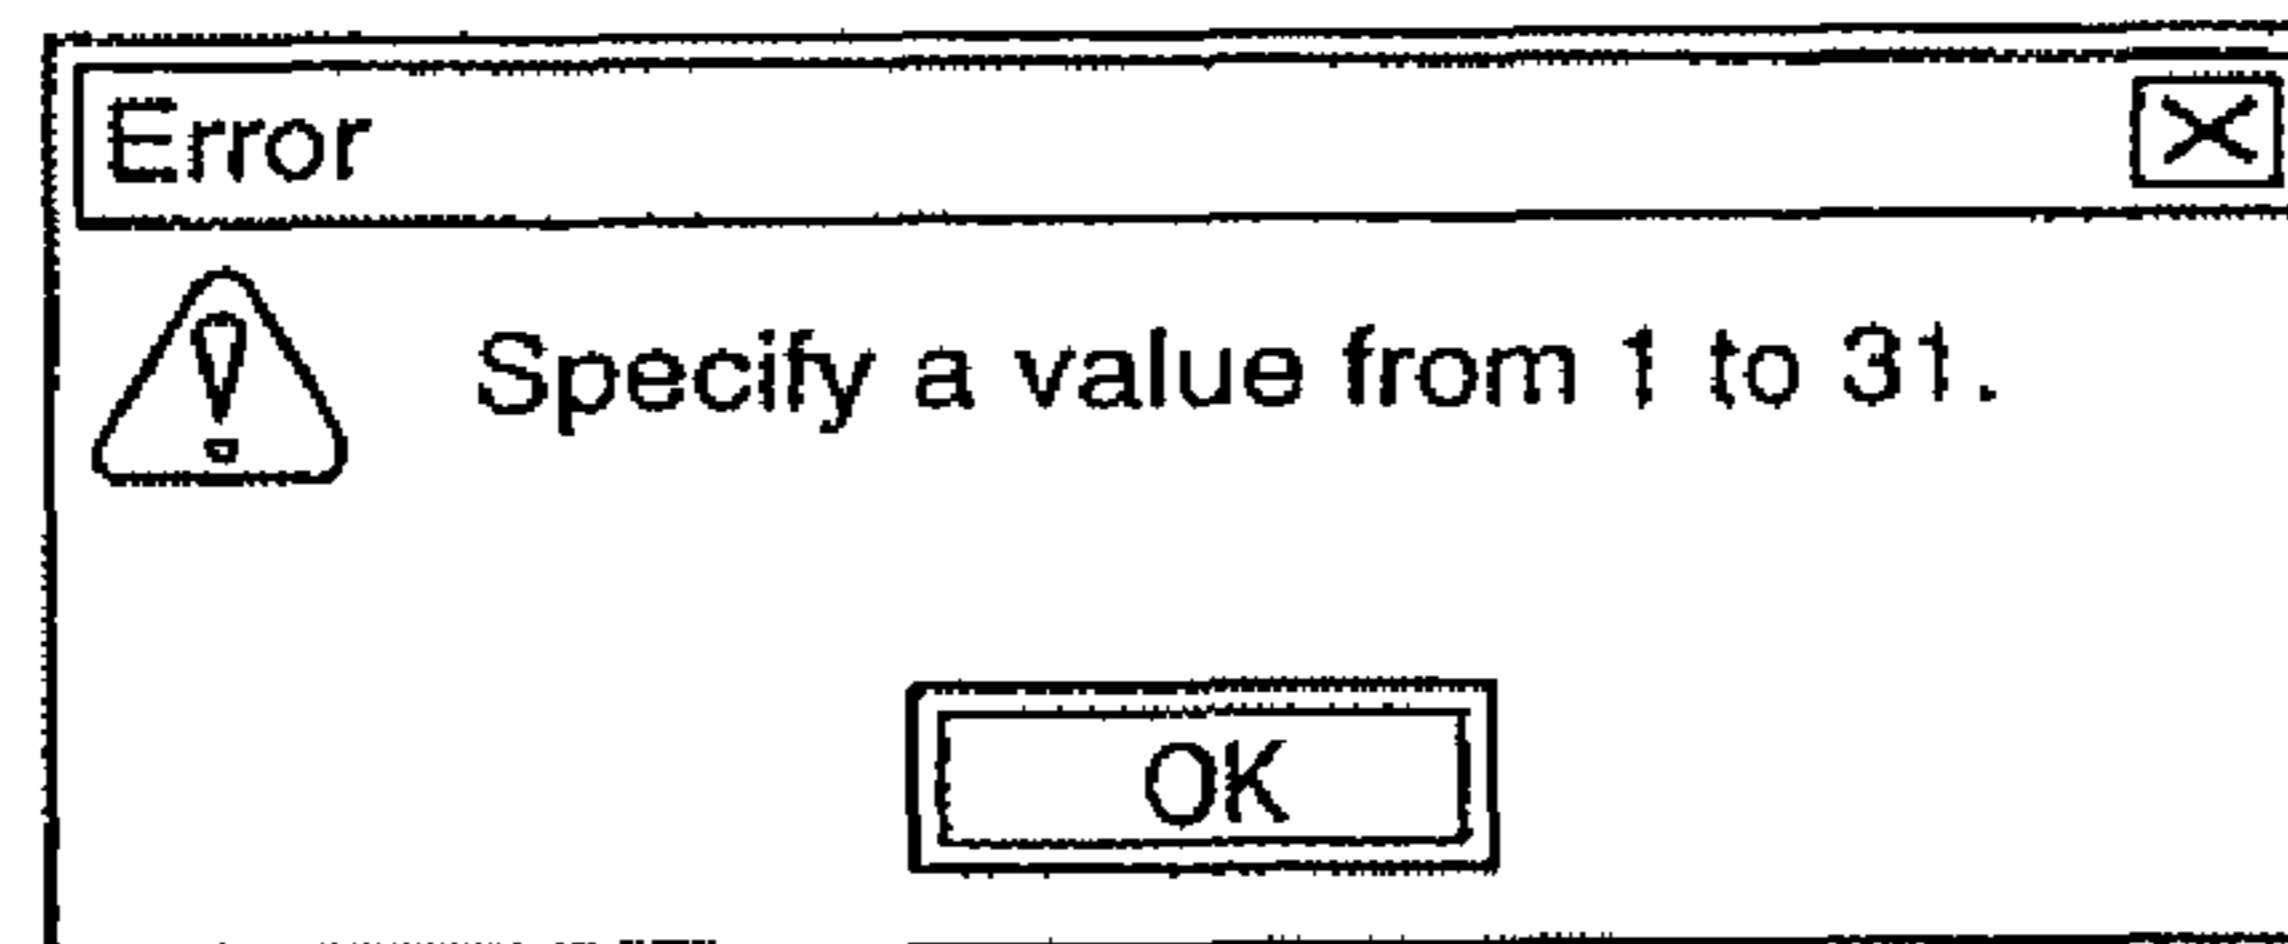 Error
Specify a value from 1 to 31.
OK